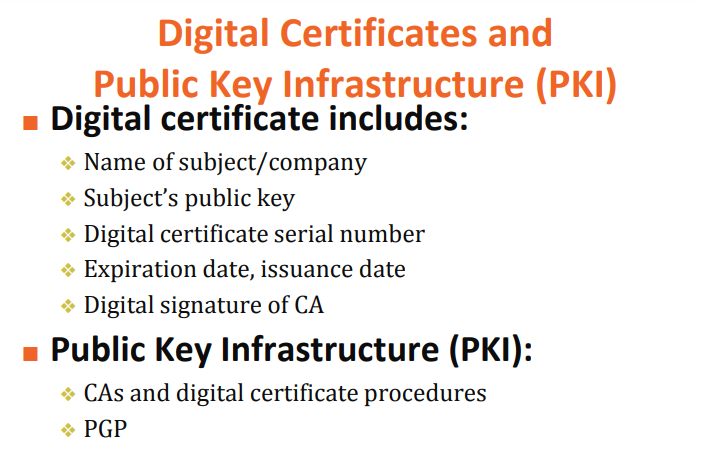 Digital Certificates and
Public Key Infrastructure (PKI)
Digital certificate includes:
Name of subject/company
Subject’s public key
Digital certificate serial number
Expiration date, issuance date
Digital signature of CA
Public Key Infrastructure (PKI):
CAs and digital certificate procedures
PGP